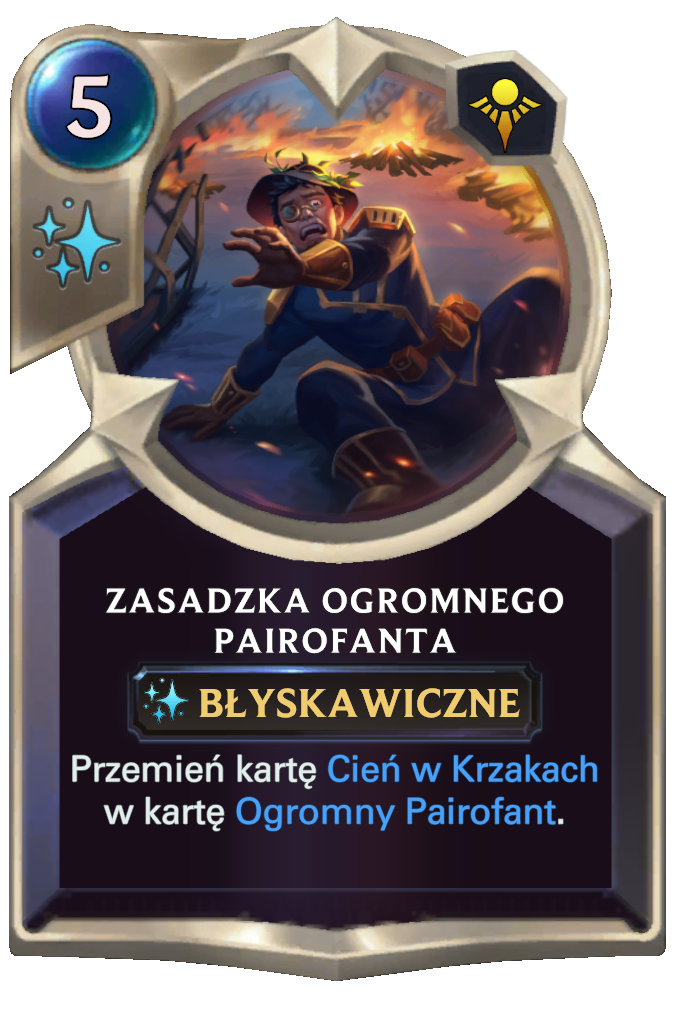 5
ZASADZKA OGROMNEGO
PAIROFANTA
BŁYSKAWICZNE
Przemień kartę Cień w Krzakach
w kartę Ogromny Pairofant.